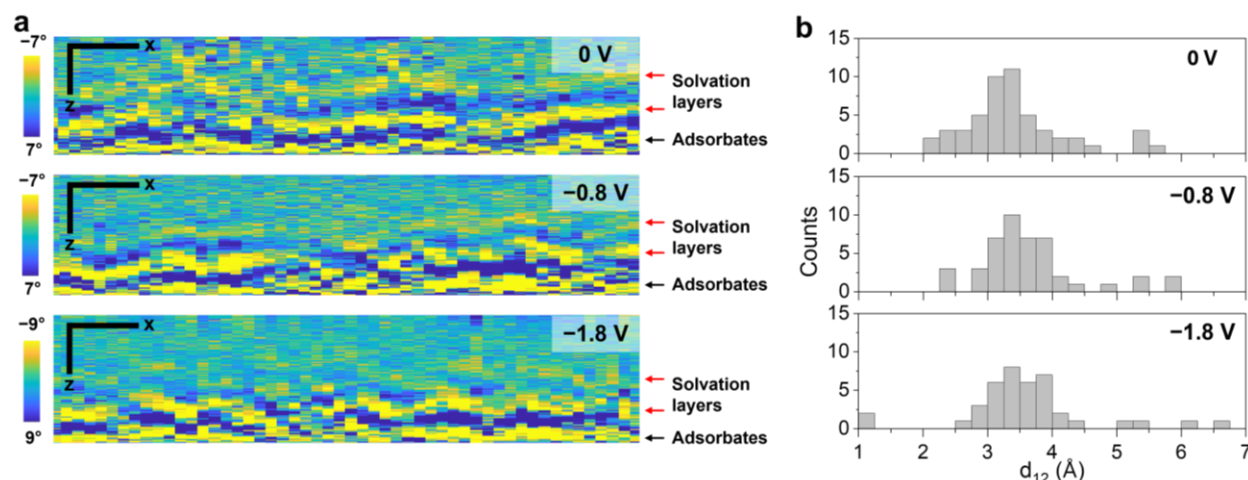 a
−7°
7°
x
z
0 V
Solvation
layers
Adsorbates
−7°
7°
x
z
−0.8 V
Solvation
layers
Adsorbates
−9°
9°
x
z
−1.8 V
Solvation
layers
Adsorbates
b
15
10
5
0
0 V
15
10
5
0
−0.8 V
15
10
5
0
−1.8 V
Counts
1 2 3 4 5 6 7
d12 (Å)